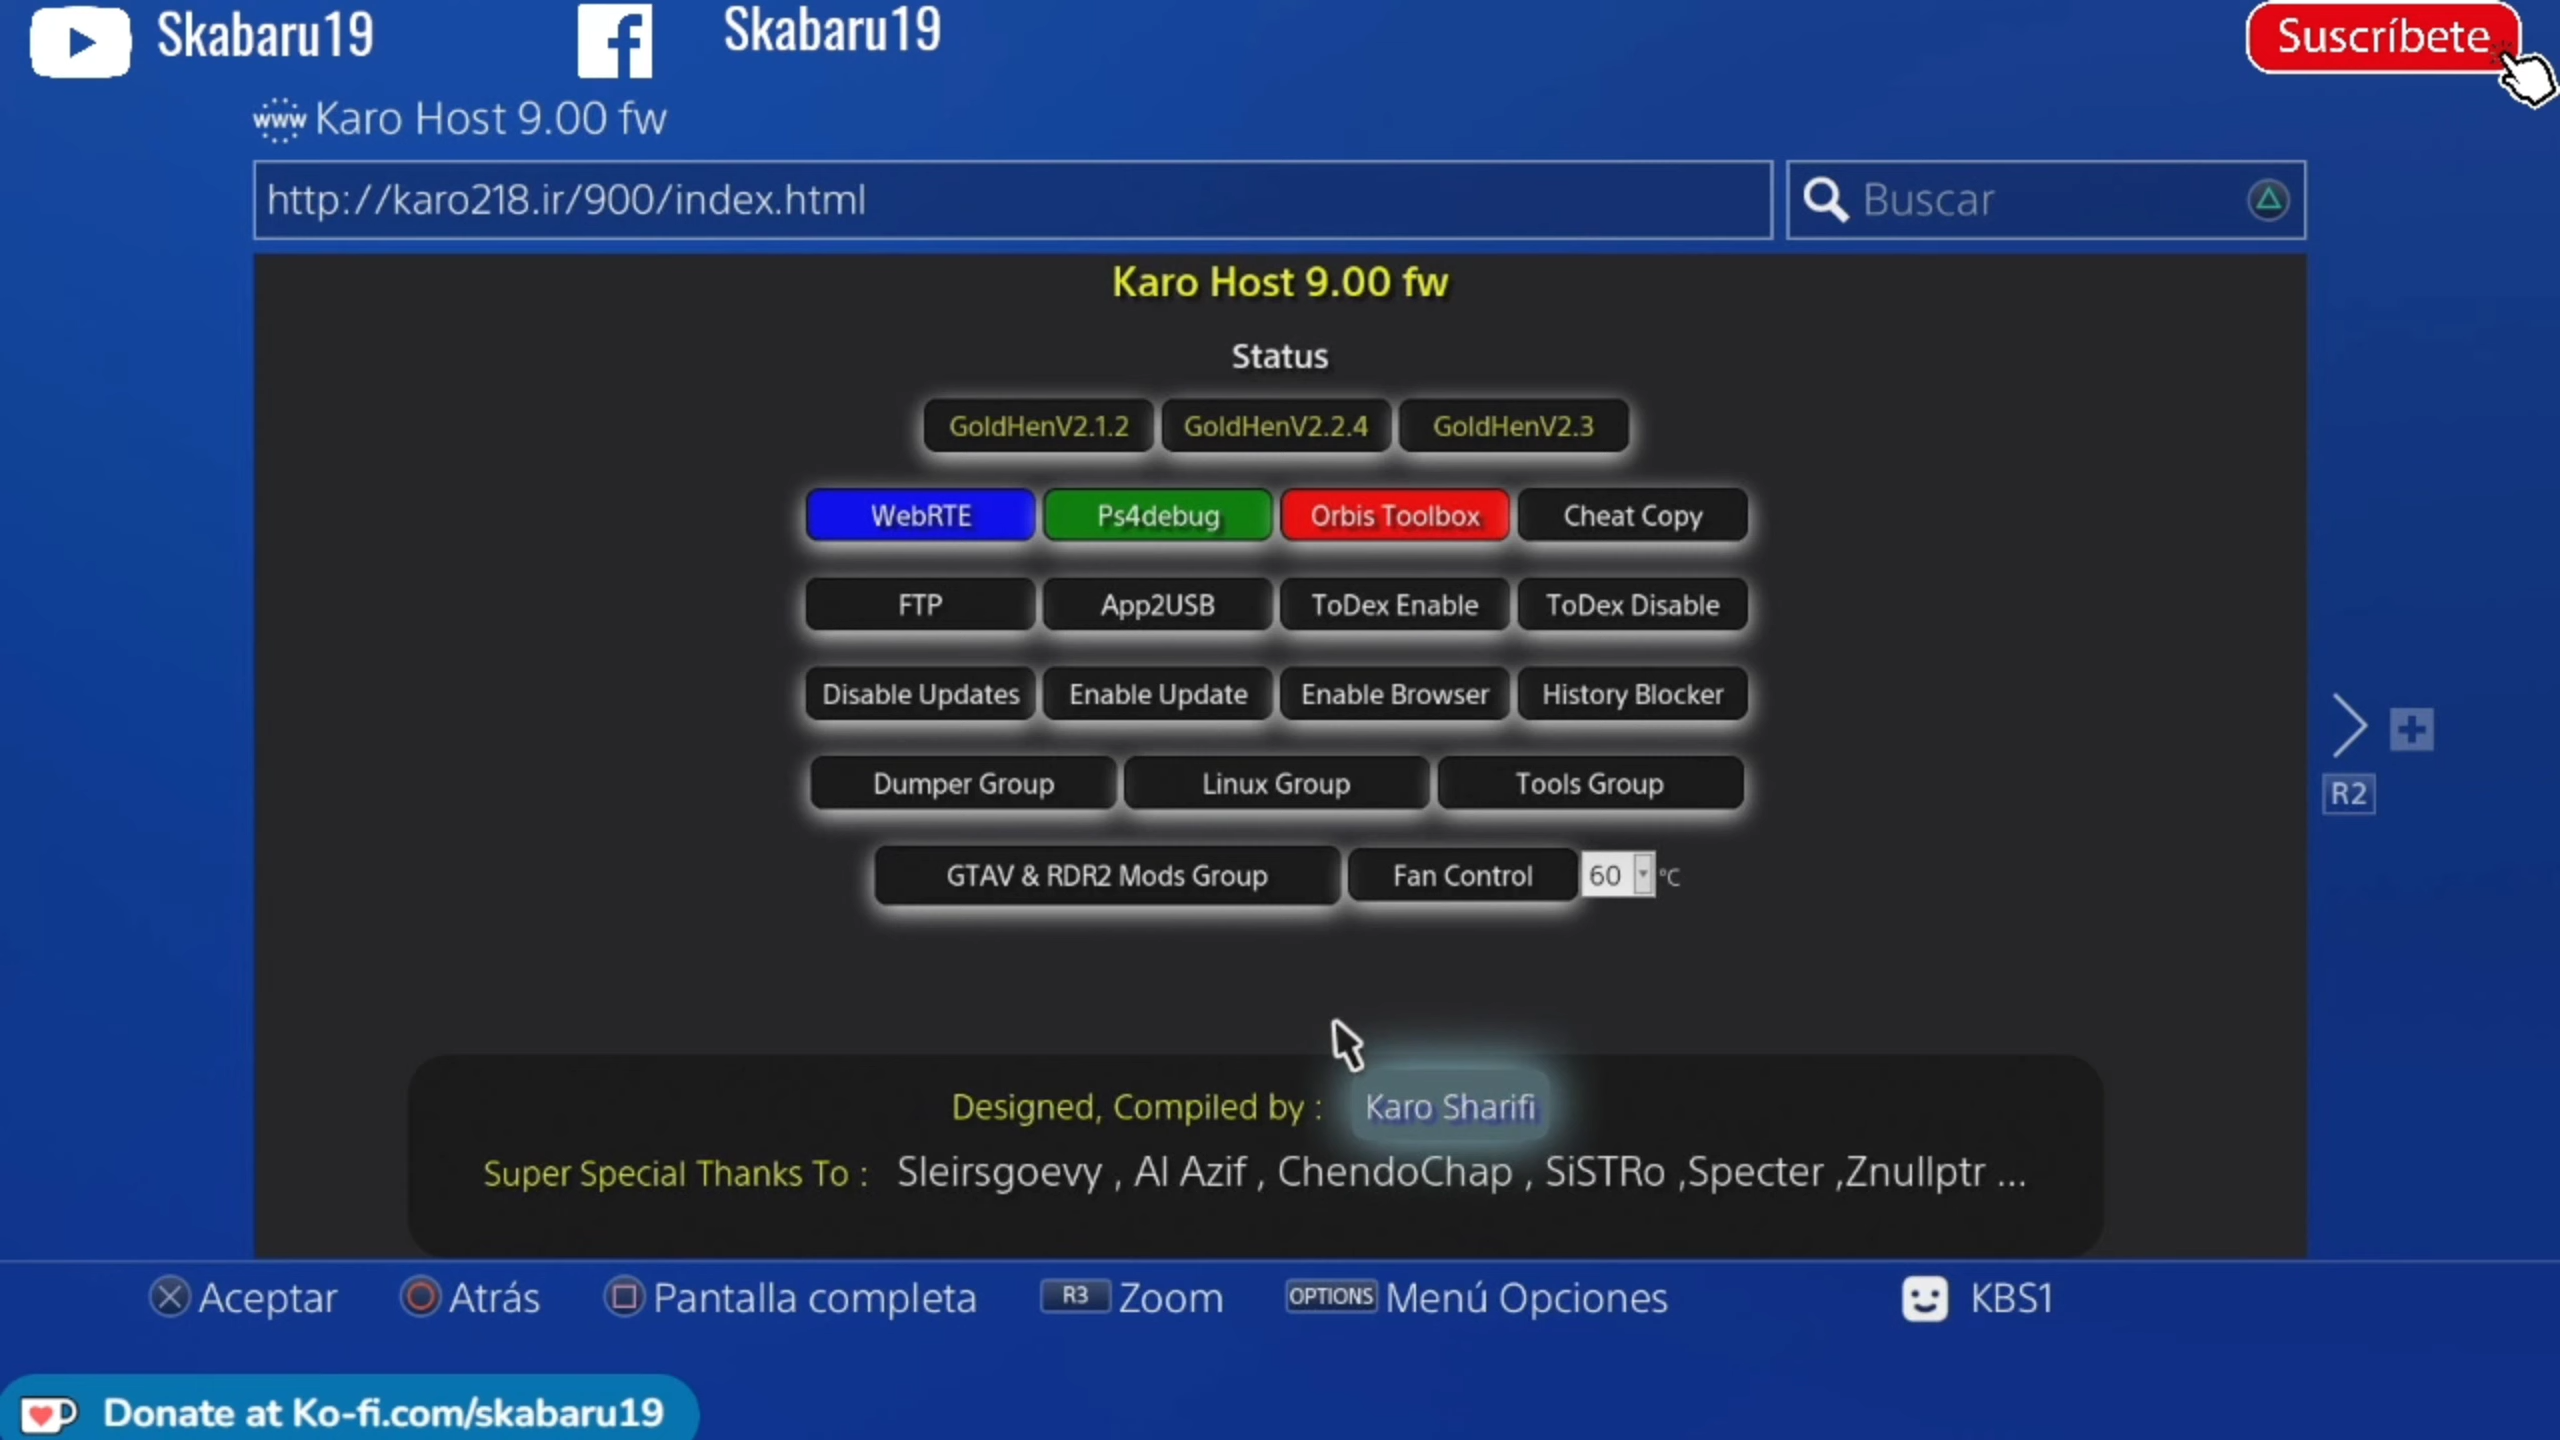 Skabaru19 Skabaru19 Suscríbete
www Karo Host 9.00 fw
http://karo218.ir/900/index.html Buscar
Karo Host 9.00 fw
Status
GoldHenV2.1.2 GoldHenV2.2.4 GoldHenV2.3
WebRTE Ps4debug Orbis Toolbox Cheat Copy
FTP App2USB ToDex Enable ToDex Disable
Disable Updates Enable Update Enable Browser History Blocker
Dumper Group Linux Group Tools Group
R2
GTAV & RDR2 Mods Group Fan Control 60 °C
Designed, Compiled by : Karo Sharifi
Super Special Thanks To : Sleirsgoevy , Al Azif , ChendoChap , SiSTRo ,Specter ,Znullptr ...
Aceptar Atrás Pantalla completa R3 Zoom OPTIONS Menú Opciones KBS1
Donate at Ko-fi.com/skabaru19